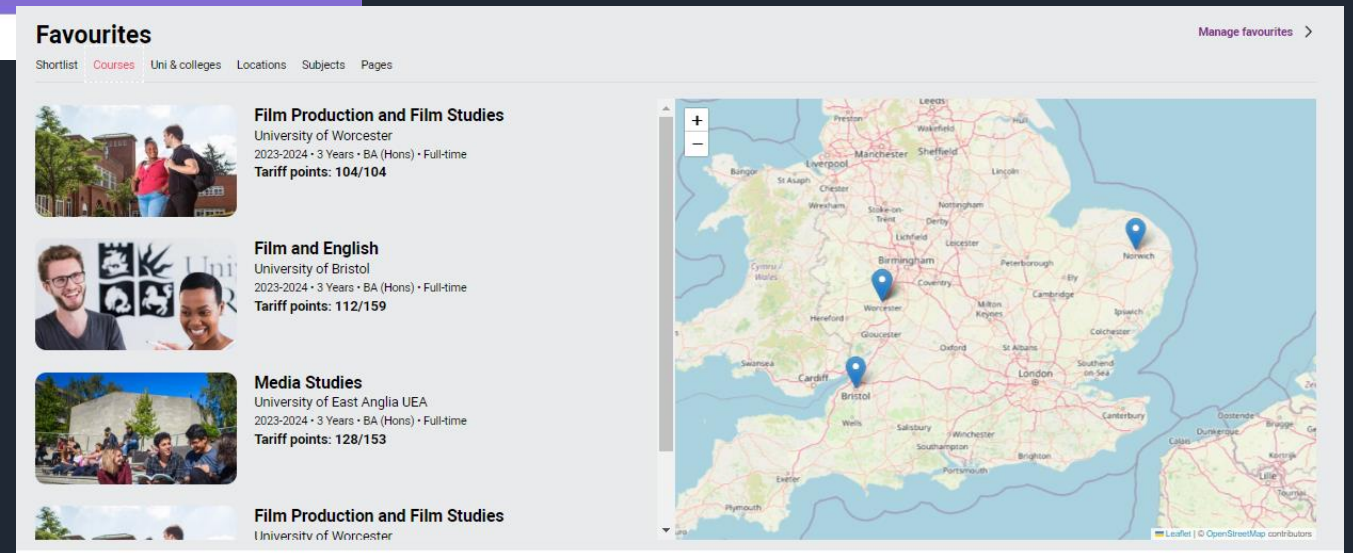 Favourites
Manage favourites
Shortlist Courses Uni & colleges Locations Subjects Pages
Film Production and Film Studies
University of Worcester
2023-2024 • 3 Years • BA (Hons) • Full-time
Tariff points: 104/104
Film and English
University of Bristol
2023-2024 • 3 Years • BA (Hons) • Full-time
Tariff points: 112/159
Media Studies
University of East Anglia UEA
2023-2024 • 3 Years • BA (Hons) • Full-time
Tariff points: 128/153
Film Production and Film Studies
University of Worcester
+
−
Leeds
Preston
Hull
Wakefield
Manchester
Sheffield
Liverpool
Bangor
St Asaph
Chester
Lincoln
Wrexham
Stoke-on-
Trent
Nottingham
Derby
Lichfield
Leicester
Norwich
Cymru /
Wales
Birmingham
Peterborough
Coventry
Ely
Cambridge
Worcester
Hereford
Milton
Keynes
Ipswich
Gloucester
Colchester
Oxford
St Albans
Swansea
Cardiff
London
Southend
on-Sea
Bristol
Wells
Salisbury
Winchester
Canterbury
Southampton
Oostende
Brugge
Dunkerque
Calais
Brighton
Portsmouth
Kortrijk
Exeter
Lille
Tournai
Plymouth
Leaflet | © OpenStreetMap contributors